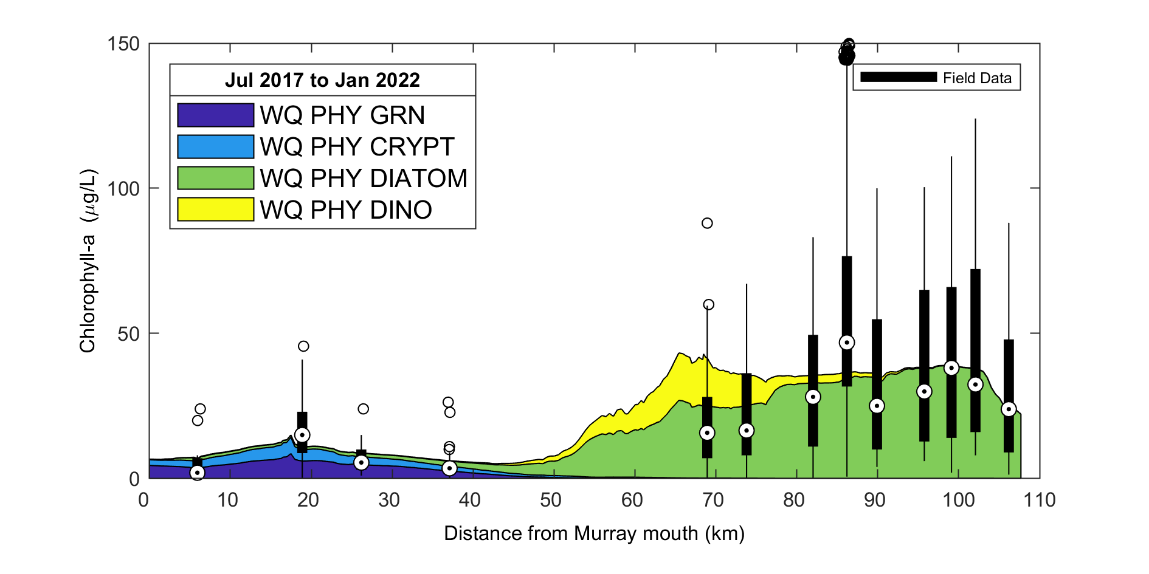 150
100
50
0
Chlorophyll-a (μg/L)
Jul 2017 to Jan 2022
WQ PHY GRN
WQ PHY CRYPT
WQ PHY DIATOM
WQ PHY DINO
Field Data
0 10 20 30 40 50 60 70 80 90 100 110
Distance from Murray mouth (km)